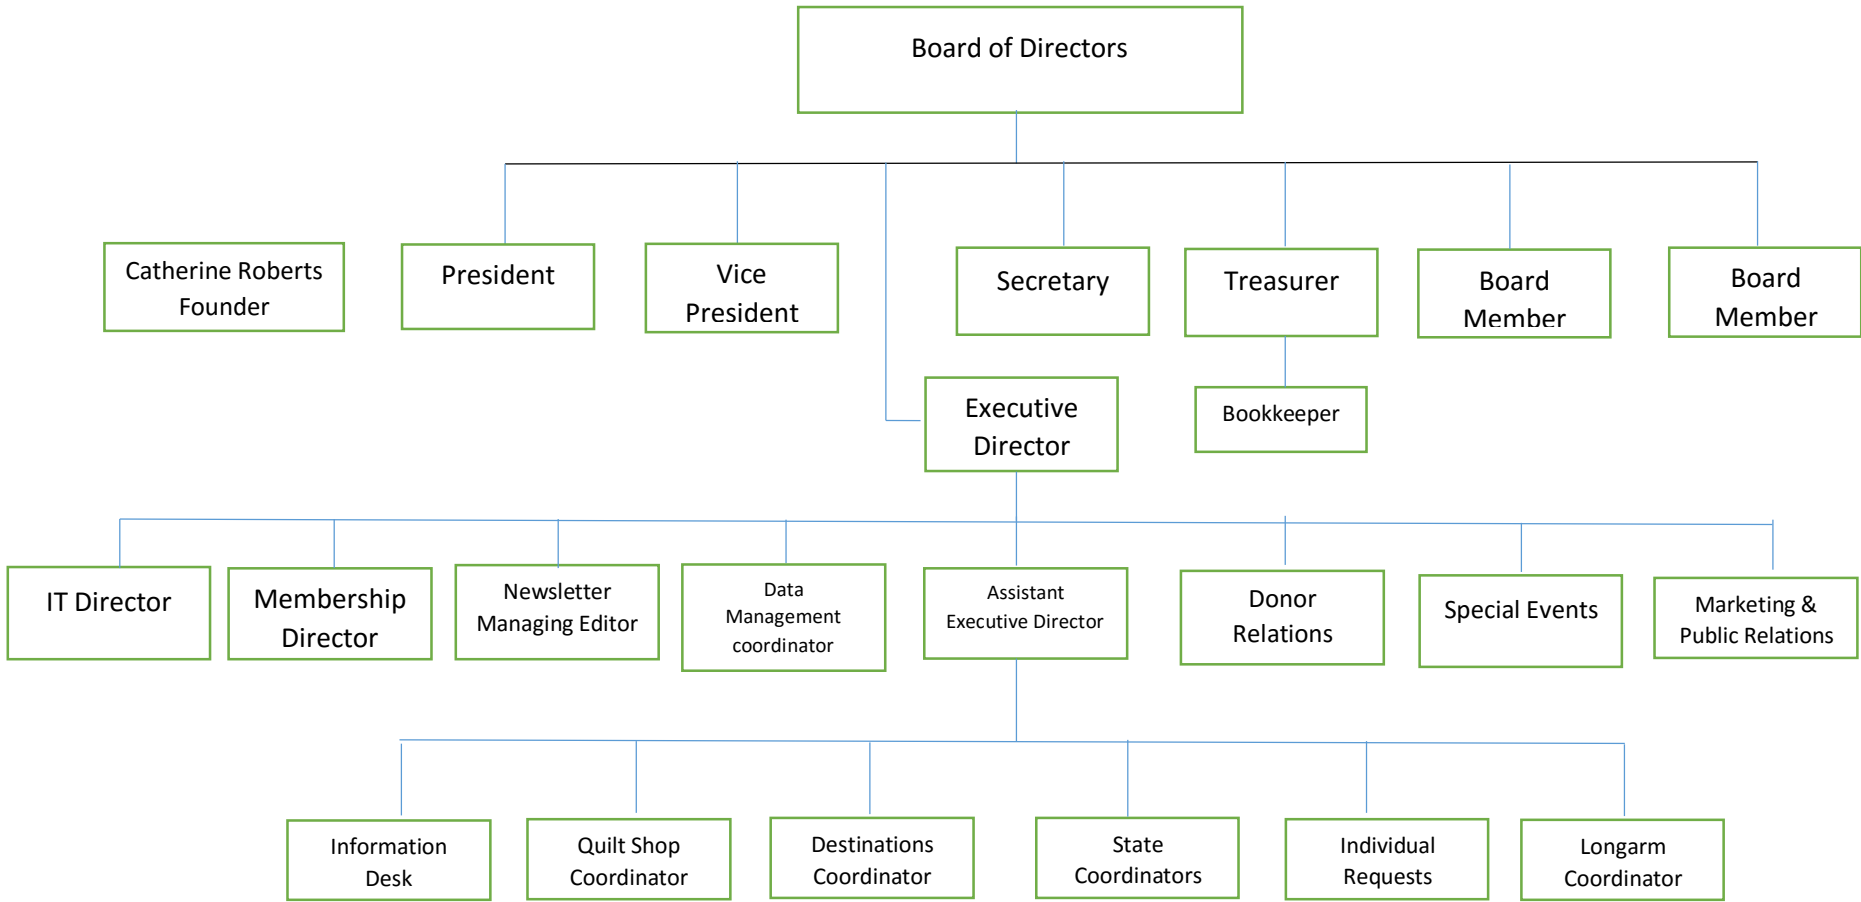 Board of Directors
Catherine Roberts
Founder
President
Vice
President
Secretary
Treasurer
Board
Member
Board
Member
Executive
Director
Bookkeeper
IT Director
Membership
Director
Newsletter
Managing Editor
Data
Management
coordinator
Assistant
Executive Director
Donor
Relations
Special Events
Marketing &
Public Relations
Information
Desk
Quilt Shop
Coordinator
Destinations
Coordinator
State
Coordinators
Individual
Requests
Longarm
Coordinator